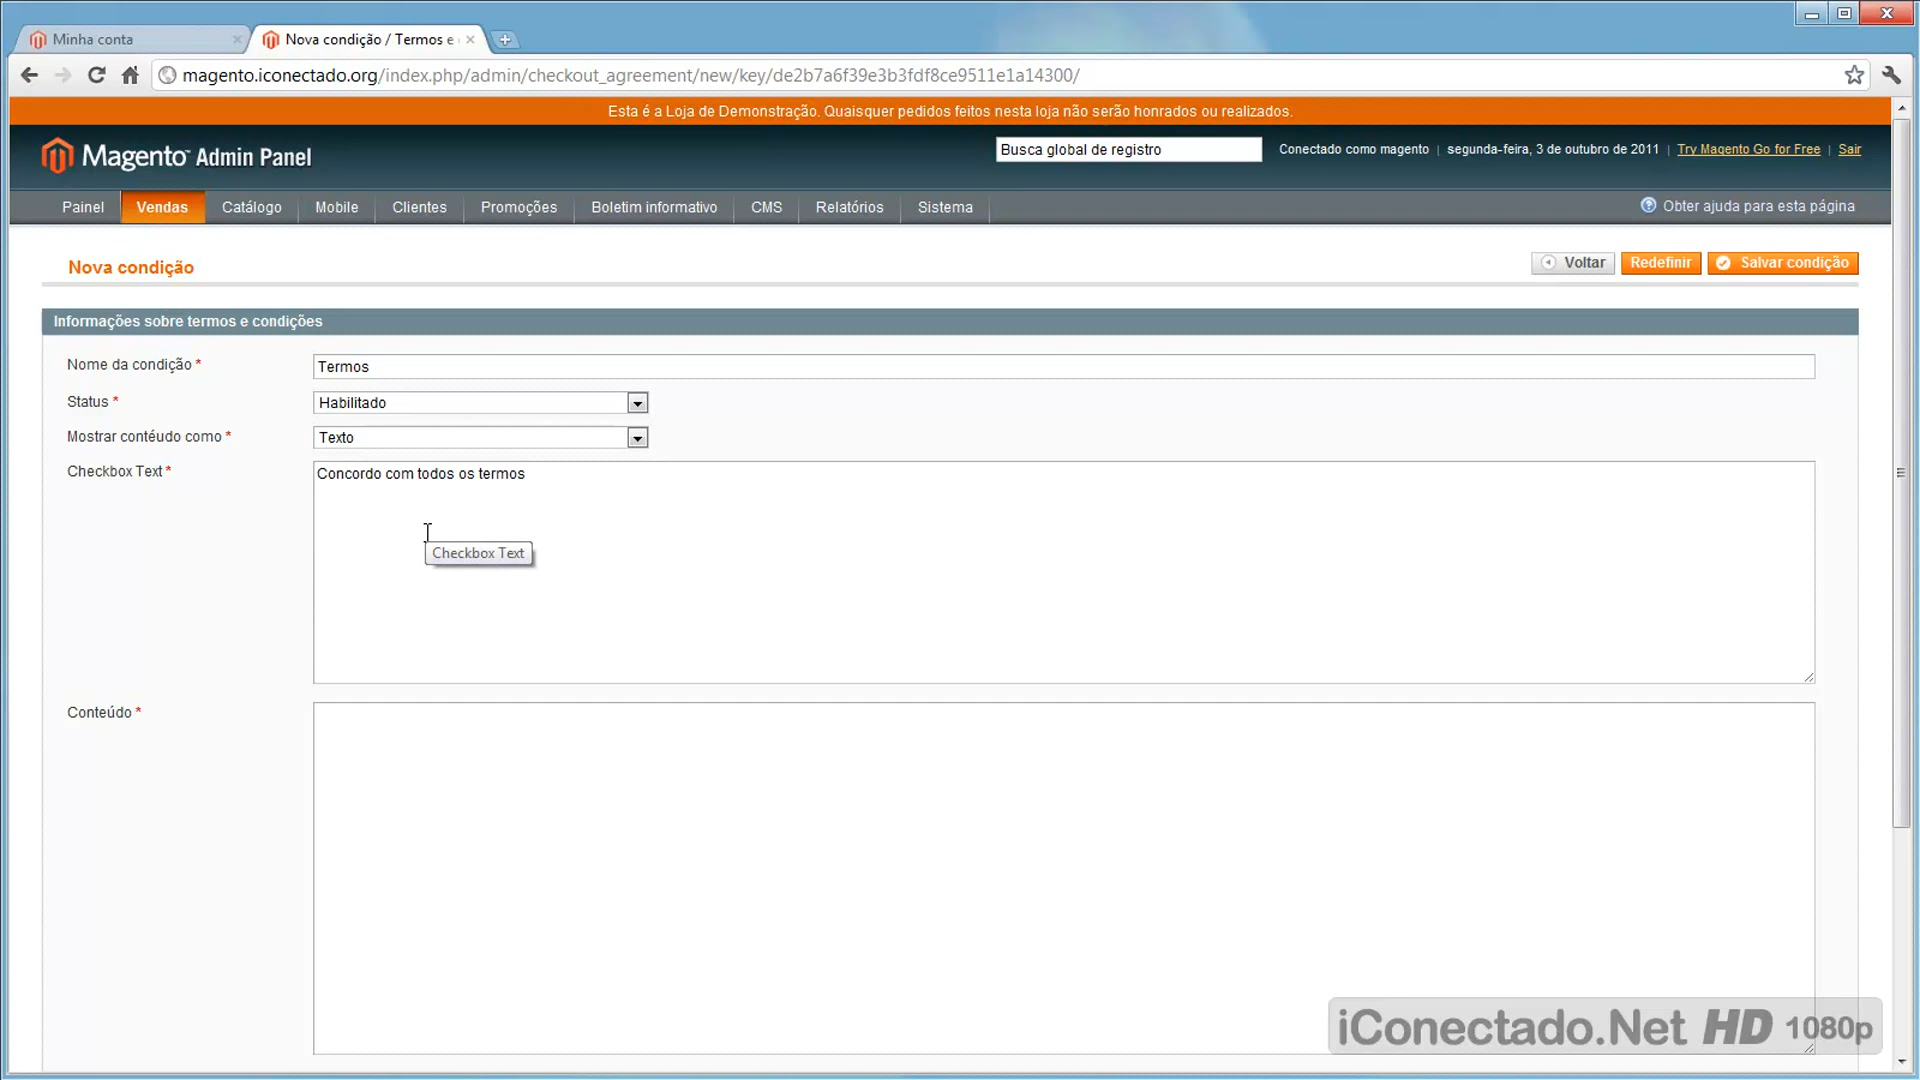 Minha conta
Nova condição / Termos e
magento.iconectado.org/index.php/admin/checkout_agreement/new/key/de2b7a6f39e3b3fdf8ce9511e1a14300/
Esta é a Loja de Demonstração. Quaisquer pedidos feitos nesta loja não serão honrados ou realizados.
Magento™ Admin Panel
Busca global de registro
Conectado como magento | segunda-feira, 3 de outubro de 2011 | Try Magento Go for Free | Sair
Painel Vendas Catálogo Mobile Clientes Promoções Boletim informativo CMS Relatórios Sistema
Obter ajuda para esta página
Nova condição
Voltar Redefinir Salvar condição
Informações sobre termos e condições
Nome da condição *
Termos
Status *
Habilitado
Mostrar contéudo como *
Texto
Checkbox Text *
Concordo com todos os termos
Checkbox Text
Conteúdo *
iConectado.Net HD 1080p